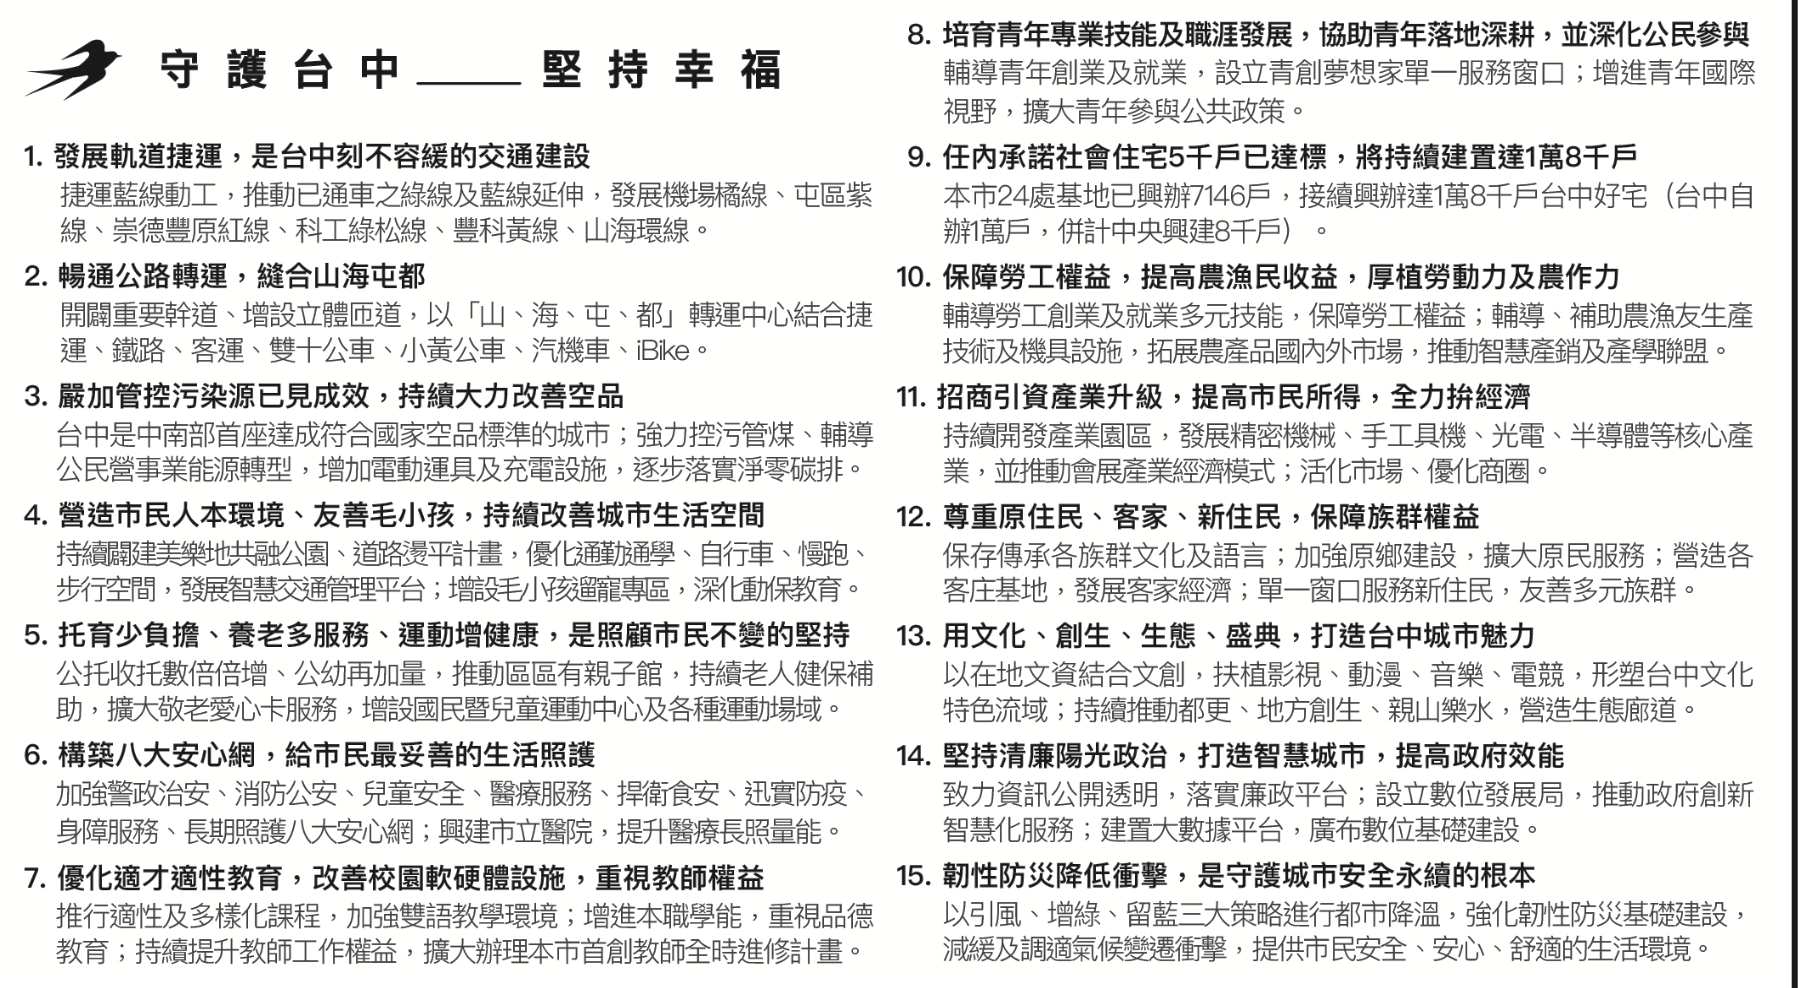 守護台中____堅持幸福
1. 發展軌道捷運，是台中刻不容緩的交通建設
捷運藍線動工，推動已通車之綠線及藍線延伸，發展機場橘線、屯區紫
線、崇德豐原紅線、科工綠松線、豐科黃線、山海環線。
2. 暢通公路轉運，縫合山海屯都
開闢重要幹道、增設立體匝道，以「山、海、屯、都」轉運中心結合捷
運、鐵路、客運、雙十公車、小黃公車、汽機車、iBike。
3. 嚴加管控污染源已見成效，持續大力改善空品
台中是中南部首座達成符合國家空品標準的城市；強力控污管煤、輔導
公民營事業能源轉型，增加電動運具及充電設施，逐步落實淨零碳排。
4. 營造市民人本環境、友善毛小孩，持續改善城市生活空間
持續闢建美樂地共融公園、道路燙平計畫，優化通勤通學、自行車、慢跑、
步行空間，發展智慧交通管理平台；增設毛小孩遛寵專區，深化動保教育。
5. 托育少負擔、養老多服務、運動增健康，是照顧市民不變的堅持
公托收托數倍倍增、公幼再加量，推動區區有親子館，持續老人健保補
助，擴大敬老愛心卡服務，增設國民暨兒童運動中心及各種運動場域。
6. 構築八大安心網，給市民最妥善的生活照護
加強警政治安、消防公安、兒童安全、醫療服務、捍衛食安、迅實防疫、
身障服務、長期照護八大安心網；興建市立醫院，提升醫療長照量能。
7. 優化適才適性教育，改善校園軟硬體設施，重視教師權益
推行適性及多樣化課程，加強雙語教學環境；增進本職學能，重視品德
教育；持續提升教師工作權益，擴大辦理本市首創教師全時進修計畫。
8. 培育青年專業技能及職涯發展，協助青年落地深耕，並深化公民參與
輔導青年創業及就業，設立青創夢想家單一服務窗口；增進青年國際
視野，擴大青年參與公共政策。
9. 任內承諾社會住宅5千戶已達標，將持續建置達1萬8千戶
本市24處基地已興辦7146戶，接續興辦達1萬8千戶台中好宅（台中自
辦1萬戶，併計中央興建8千戶）。
10. 保障勞工權益，提高農漁民收益，厚植勞動力及農作力
輔導勞工創業及就業多元技能，保障勞工權益；輔導、補助農漁友生產
技術及機具設施，拓展農產品國內外市場，推動智慧產銷及產學聯盟。
11. 招商引資產業升級，提高市民所得，全力拚經濟
持續開發產業園區，發展精密機械、手工具機、光電、半導體等核心產
業，並推動會展產業經濟模式；活化市場、優化商圈。
12. 尊重原住民、客家、新住民，保障族群權益
保存傳承各族群文化及語言；加強原鄉建設，擴大原民服務；營造各
客庄基地，發展客家經濟；單一窗口服務新住民，友善多元族群。
13. 用文化、創生、生態、盛典，打造台中城市魅力
以在地文資結合文創，扶植影視、動漫、音樂、電競，形塑台中文化
特色流域；持續推動都更、地方創生、親山樂水，營造生態廊道。
14. 堅持清廉陽光政治，打造智慧城市，提高政府效能
致力資訊公開透明，落實廉政平台；設立數位發展局，推動政府創新
智慧化服務；建置大數據平台，廣布數位基礎建設。
15. 韌性防災降低衝擊，是守護城市安全永續的根本
以引風、增綠、留藍三大策略進行都市降溫，強化韌性防災基礎建設，
減緩及調適氣候變遷衝擊，提供市民安全、安心、舒適的生活環境。